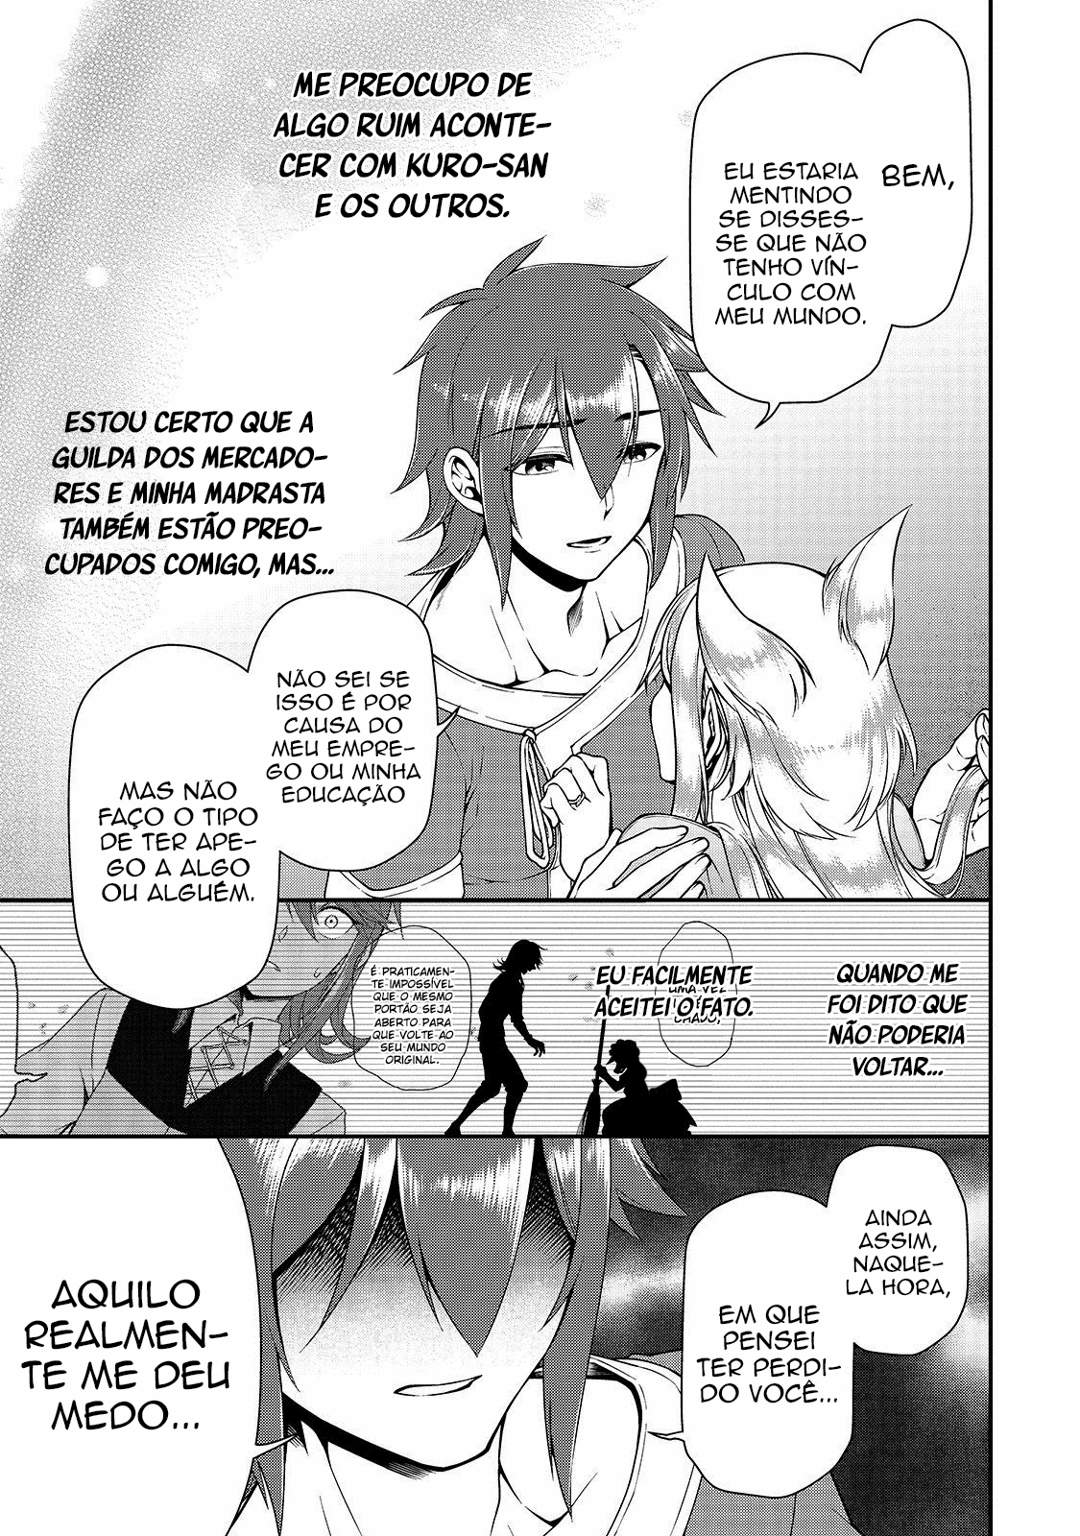 BEM,
EU ESTARIA
MENTINDO
SE DISSES-
SE QUE NÃO
TENHO VÍN-
CULO COM
MEU MUNDO.
ME PREOCUPO DE
ALGO RUIM ACONTE-
CER COM KURO-SAN
E OS OUTROS.
ESTOU CERTO QUE A
GUILDA DOS MERCADO-
RES E MINHA MADRASTA
TAMBÉM ESTÃO PREO-
CUPADOS COMIGO, MAS...
NÃO SEI SE
ISSO É POR
CAUSA DO
MEU EMPRE-
GO OU MINHA
EDUCAÇÃO
MAS NÃO
FAÇO O TIPO
DE TER APE-
GO A ALGO
OU ALGUÉM.
QUANDO ME
FOI DITO QUE
NÃO PODERIA
VOLTAR...
UMA VEZ
CRIADO,
EU FACILMENTE
ACEITEI O FATO.
É PRATICAMEN-
TE IMPOSSÍVEL
QUE O MESMO
PORTÃO SEJA
ABERTO PARA
QUE VOLTE AO
SEU MUNDO
ORIGINAL.
AINDA
ASSIM,
NAQUE-
LA HORA,
EM QUE
PENSEI
TER PERDI-
DO VOCÊ...
AQUILO
REALMEN-
TE ME DEU
MEDO...